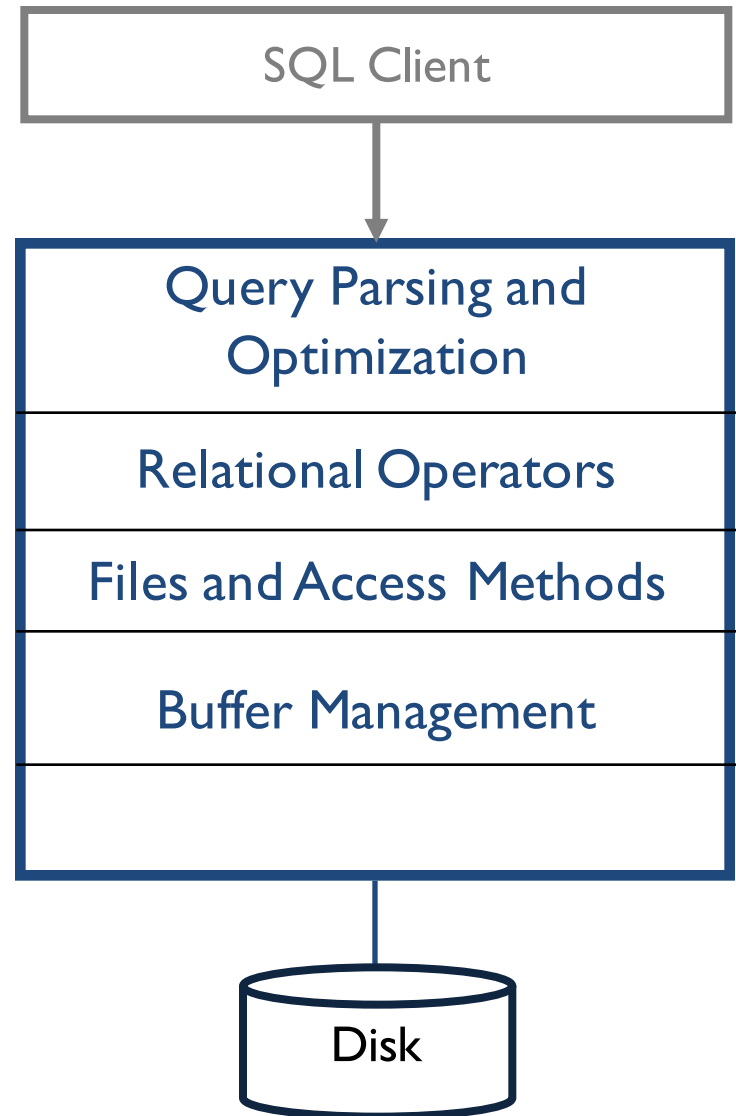 SQL Client
Query Parsing and
Optimization
Relational Operators
Files and Access Methods
Buffer Management
Disk